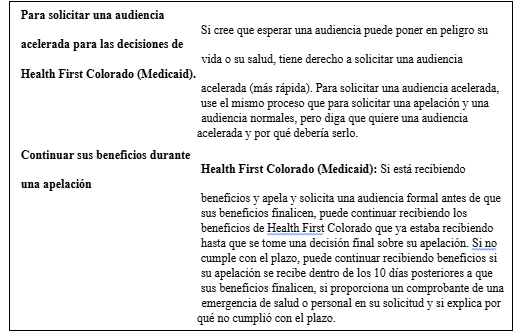 Para solicitar una audiencia
Si cree que esperar una audiencia puede poner en peligro su
acelerada para las decisiones de
vida o su salud, tiene derecho a solicitar una audiencia
Health First Colorado (Medicaid).
acelerada (más rápida). Para solicitar una audiencia acelerada,
use el mismo proceso que para solicitar una apelación y una
audiencia normales, pero diga que quiere una audiencia
acelerada y por qué debería serlo.
Continuar sus beneficios durante
Health First Colorado (Medicaid): Si está recibiendo
una apelación
beneficios y apela y solicita una audiencia formal antes de que
sus beneficios finalicen, puede continuar recibiendo los
beneficios de Health First Colorado que ya estaba recibiendo
hasta que se tome una decisión final sobre su apelación. Si no
cumple con el plazo, puede continuar recibiendo beneficios si
su apelación se recibe dentro de los 10 días posteriores a que
sus beneficios finalicen, si proporciona un comprobante de una
emergencia de salud o personal en su solicitud y si explica por
qué no cumplió con el plazo.